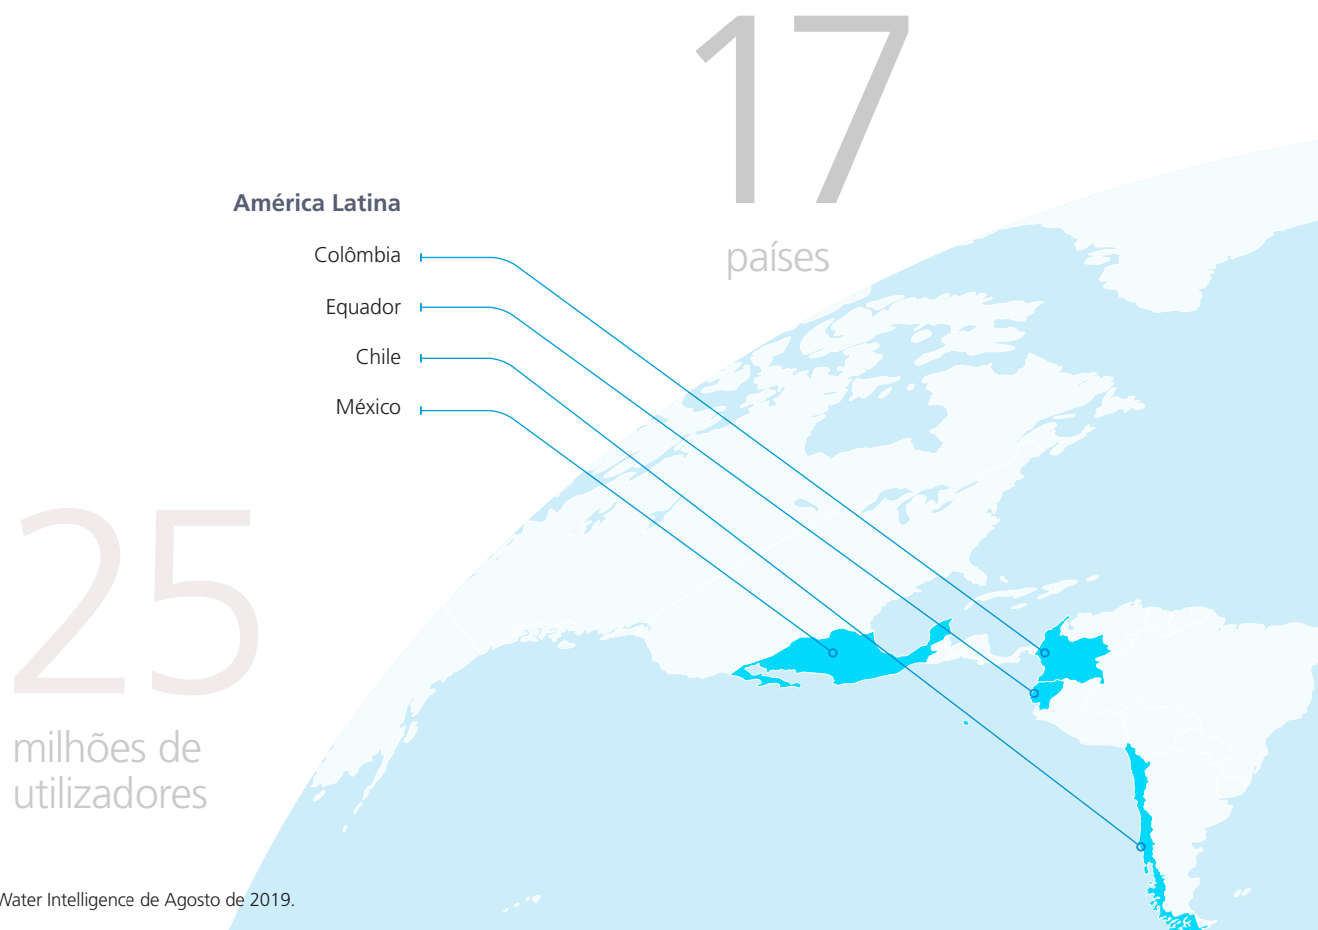 17
países
América Latina
Colômbia
Equador
Chile
México
25
milhões de
utilizadores
Water Intelligence de Agosto de 2019.